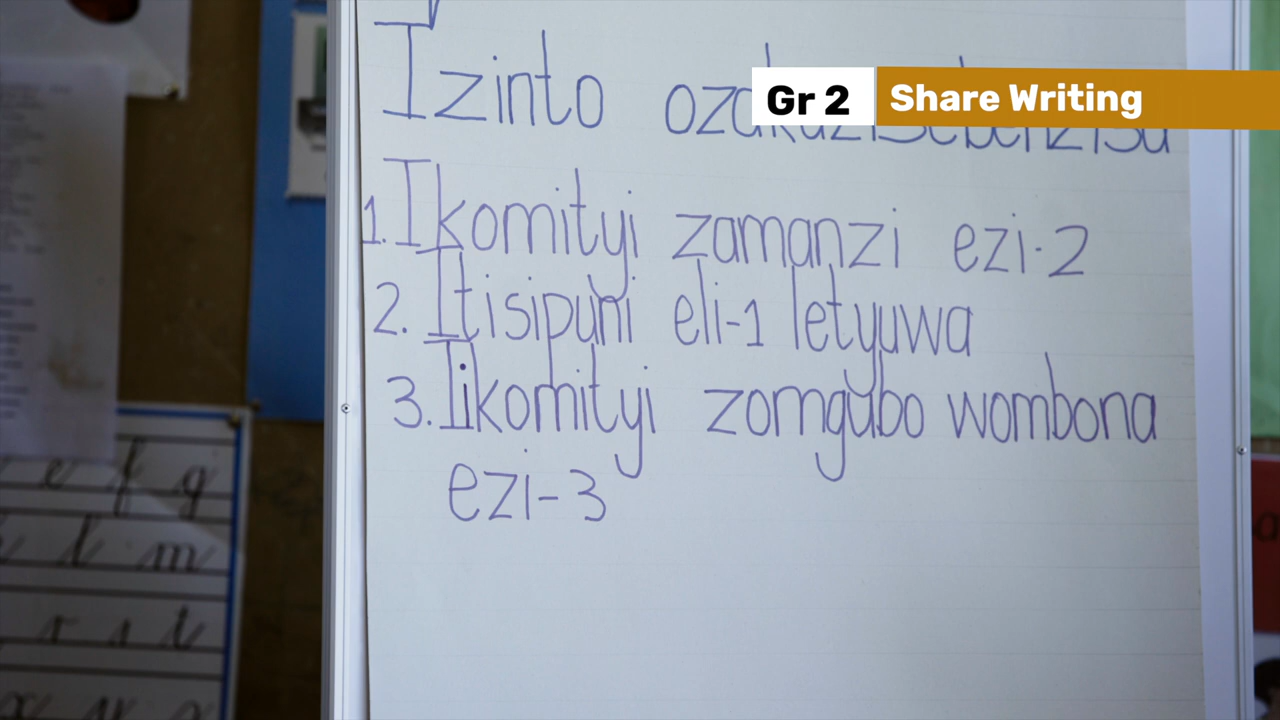 Izinto ozakuzisebenzisa
Gr 2 Share Writing
1. Ikomityi zamanzi ezi-2
2. Itisipuni eli-1 letyuwa
3. Iikomityi zomgubo wombona
ezi-3
e f g
l m
r s t